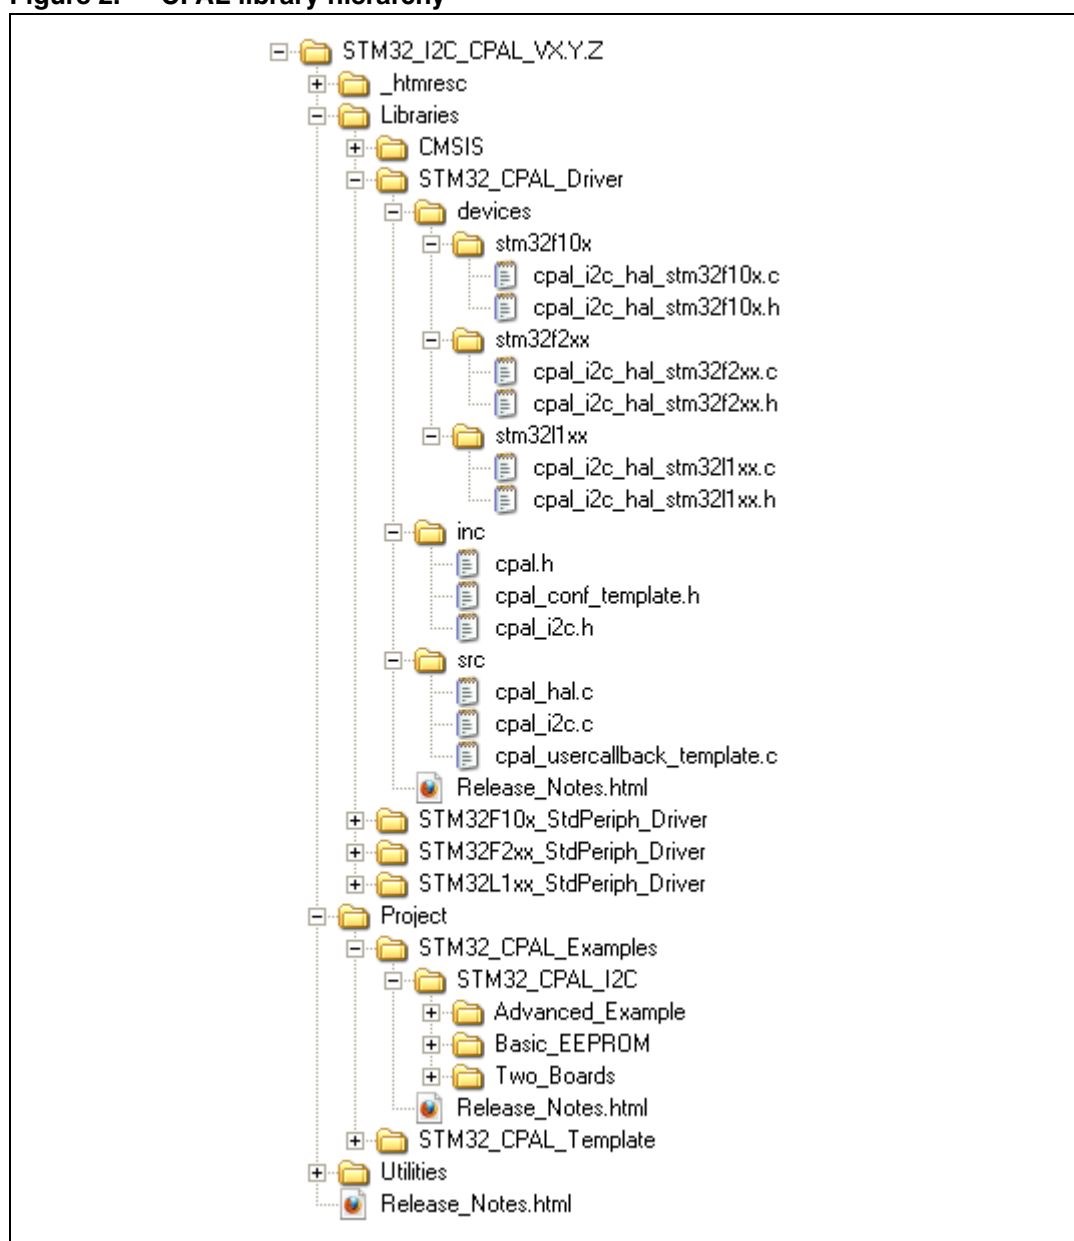 Figure 2. CPAL library hierarchy
STM32_I2C_CPAL_VX.Y.Z
_htmresc
Libraries
CMSIS
STM32_CPAL_Driver
devices
stm32f10x
cpal_i2c_hal_stm32f10x.c
cpal_i2c_hal_stm32f10x.h
stm32f2xx
cpal_i2c_hal_stm32f2xx.c
cpal_i2c_hal_stm32f2xx.h
stm32l1xx
cpal_i2c_hal_stm32l1xx.c
cpal_i2c_hal_stm32l1xx.h
inc
cpal.h
cpal_conf_template.h
cpal_i2c.h
src
cpal_hal.c
cpal_i2c.c
cpal_usercallback_template.c
Release_Notes.html
STM32F10x_StdPeriph_Driver
STM32F2xx_StdPeriph_Driver
STM32L1xx_StdPeriph_Driver
Project
STM32_CPAL_Examples
STM32_CPAL_I2C
Advanced_Example
Basic_EEPROM
Two_Boards
Release_Notes.html
STM32_CPAL_Template
Utilities
Release_Notes.html